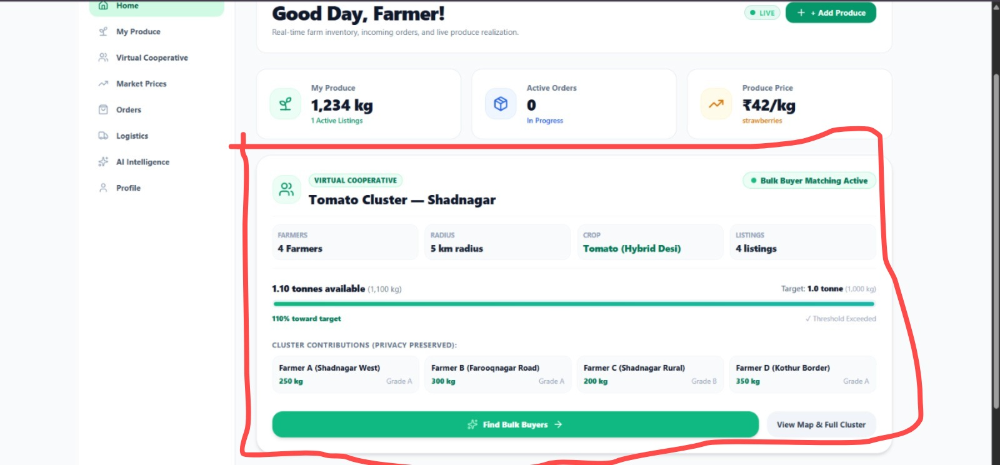 Home
My Produce
Virtual Cooperative
Market Prices
Orders
Logistics
AI Intelligence
Profile
Good Day, Farmer!
Real-time farm inventory, incoming orders, and live produce realization.
LIVE
+ + Add Produce
My Produce
1,234 kg
1 Active Listings
Active Orders
0
In Progress
Produce Price
₹42/kg
strawberries
VIRTUAL COOPERATIVE
Tomato Cluster — Shadnagar
Bulk Buyer Matching Active
FARMERS
4 Farmers
RADIUS
5 km radius
CROP
Tomato (Hybrid Desi)
LISTINGS
4 listings
1.10 tonnes available (1,100 kg)
Target: 1.0 tonne (1,000 kg)
110% toward target
✓ Threshold Exceeded
CLUSTER CONTRIBUTIONS (PRIVACY PRESERVED):
Farmer A (Shadnagar West)
250 kg Grade A
Farmer B (Farooqnagar Road)
300 kg Grade A
Farmer C (Shadnagar Rural)
200 kg Grade B
Farmer D (Kothur Border)
350 kg Grade A
Find Bulk Buyers →
View Map & Full Cluster